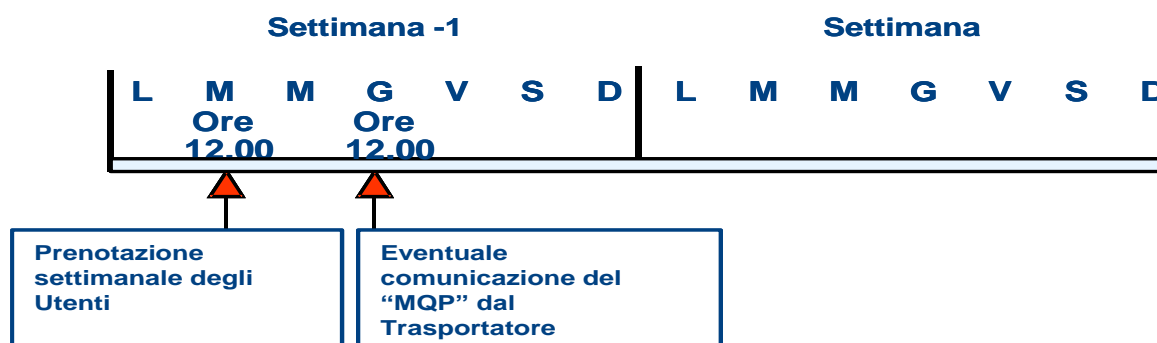 Settimana -1 Settimana
L M M G V S D L M M G V S D
Ore Ore
12.00 12.00
Prenotazione
settimanale degli
Utenti
Eventuale
comunicazione del
“MQP” dal
Trasportatore